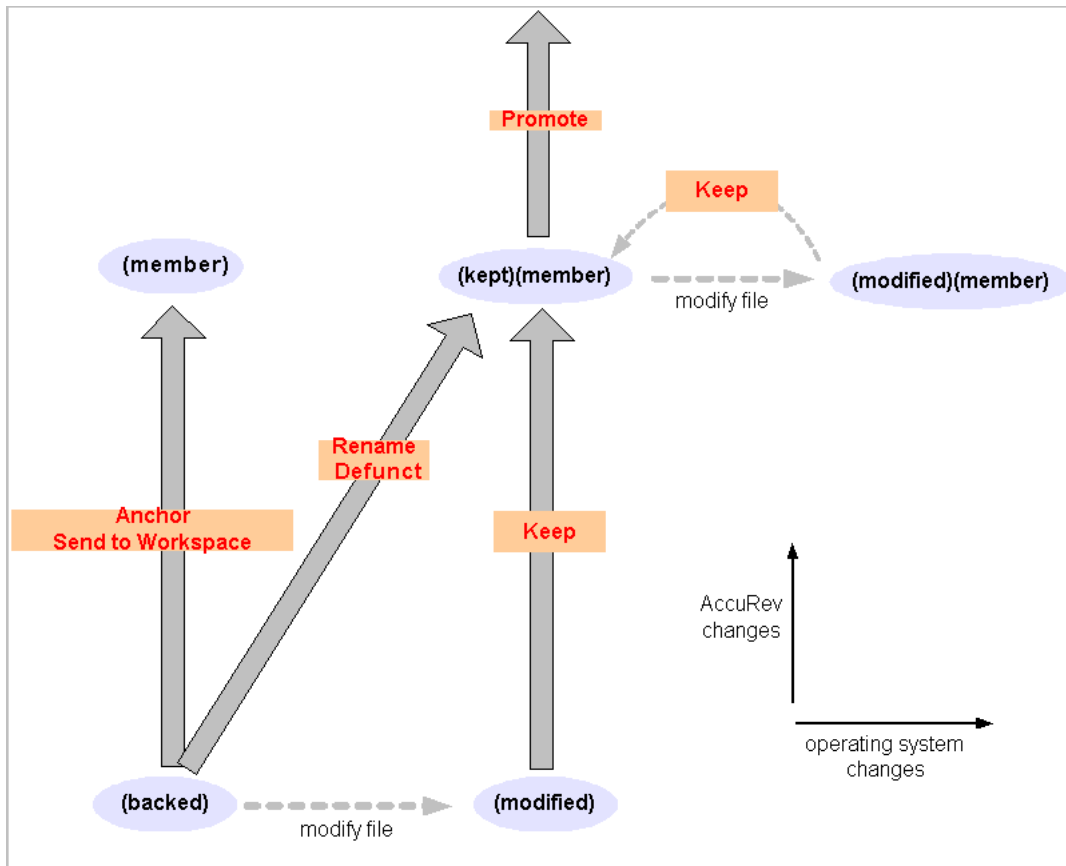 Promote
Keep
(member)
(kept)(member)
modify file
(modified)(member)
Rename
Defunct
Anchor
Send to Workspace
Keep
AccuRev
changes
operating system
changes
(backed)
modify file
(modified)